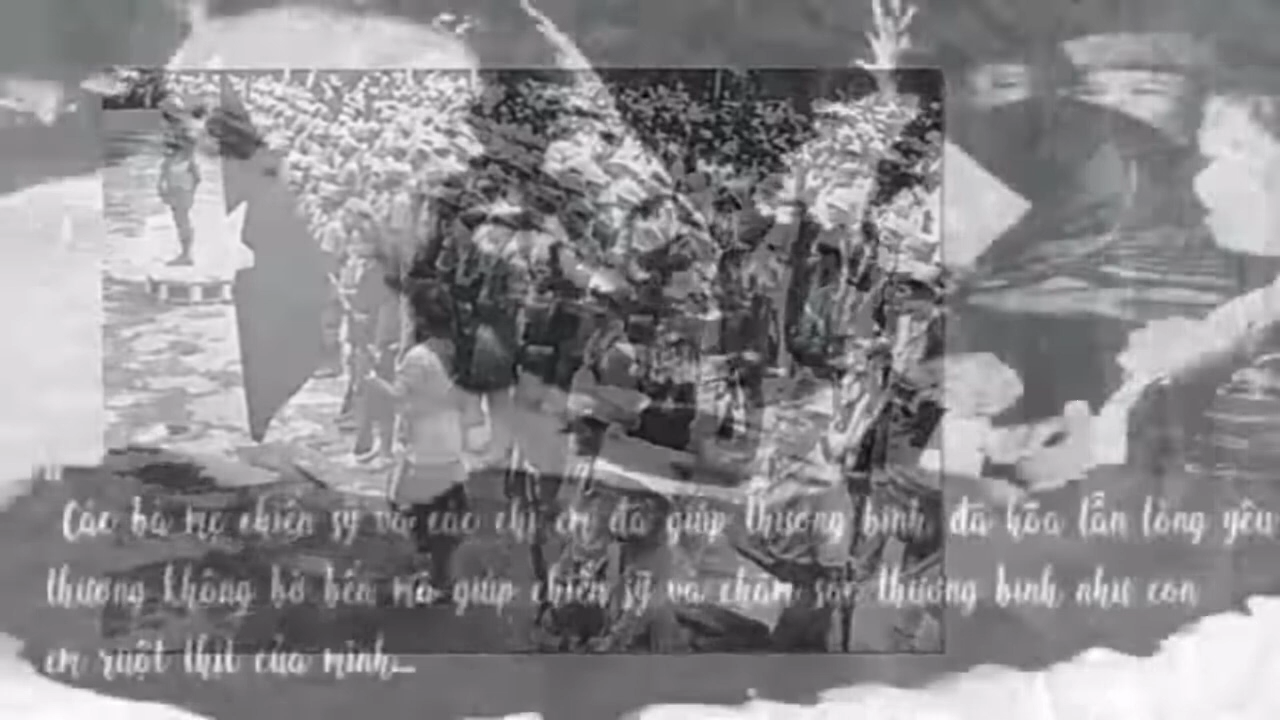 "
Các bà mẹ chiến sỹ và các chị em đã giúp thương binh đã hóa lẫn lòng yêu
thương không bờ bến mà giúp chiến sỹ và chăm sóc thương binh như con
em ruột thịt của mình...